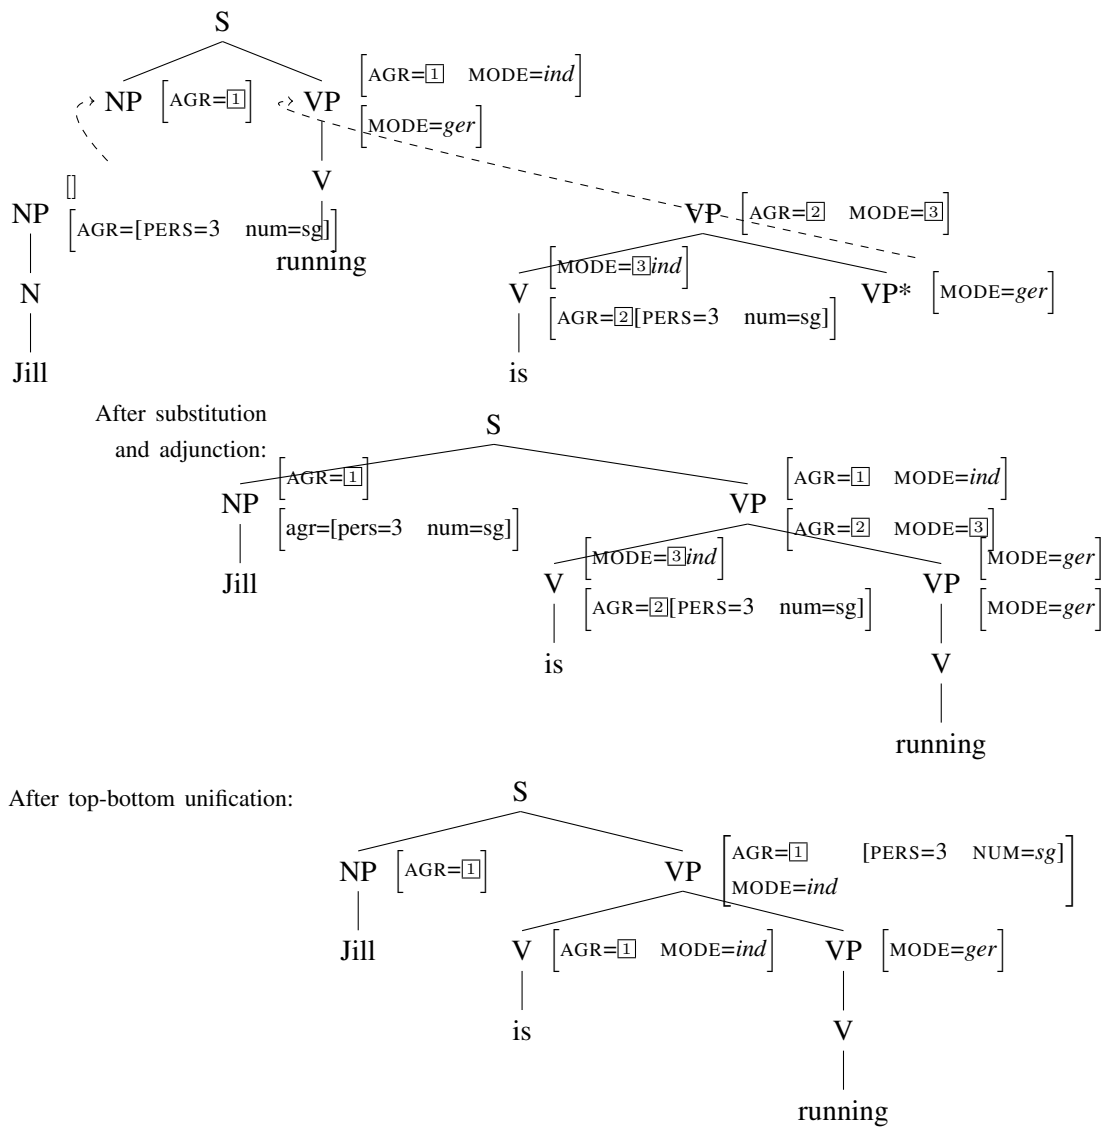 S
[AGR=1 MODE=ind]
NP [AGR=1] VP
[MODE=ger]
[]
V
NP
[AGR=[PERS=3 num=sg]]
VP [AGR=2 MODE=3]
running
[MODE=3ind]
N
V
VP* [MODE=ger]
[AGR=2[PERS=3 num=sg]]
Jill
is
After substitution
and adjunction:
S
[AGR=1]
[AGR=1 MODE=ind]
NP
VP
[agr=[pers=3 num=sg]]
[AGR=2 MODE=3]
[MODE=3ind]
[MODE=ger]
Jill
V
VP
[AGR=2[PERS=3 num=sg]]
[MODE=ger]
is
V
running
After top-bottom unification:
S
[AGR=1 [PERS=3 NUM=sg]
NP [AGR=1] VP
MODE=ind]
Jill
V [AGR=1 MODE=ind]
VP [MODE=ger]
is
V
running